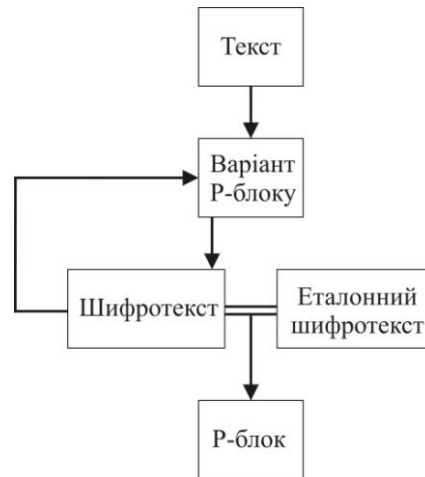 Текст
Варіант
Р-блоку
Шифротекст
Еталонний
шифротекст
Р-блок